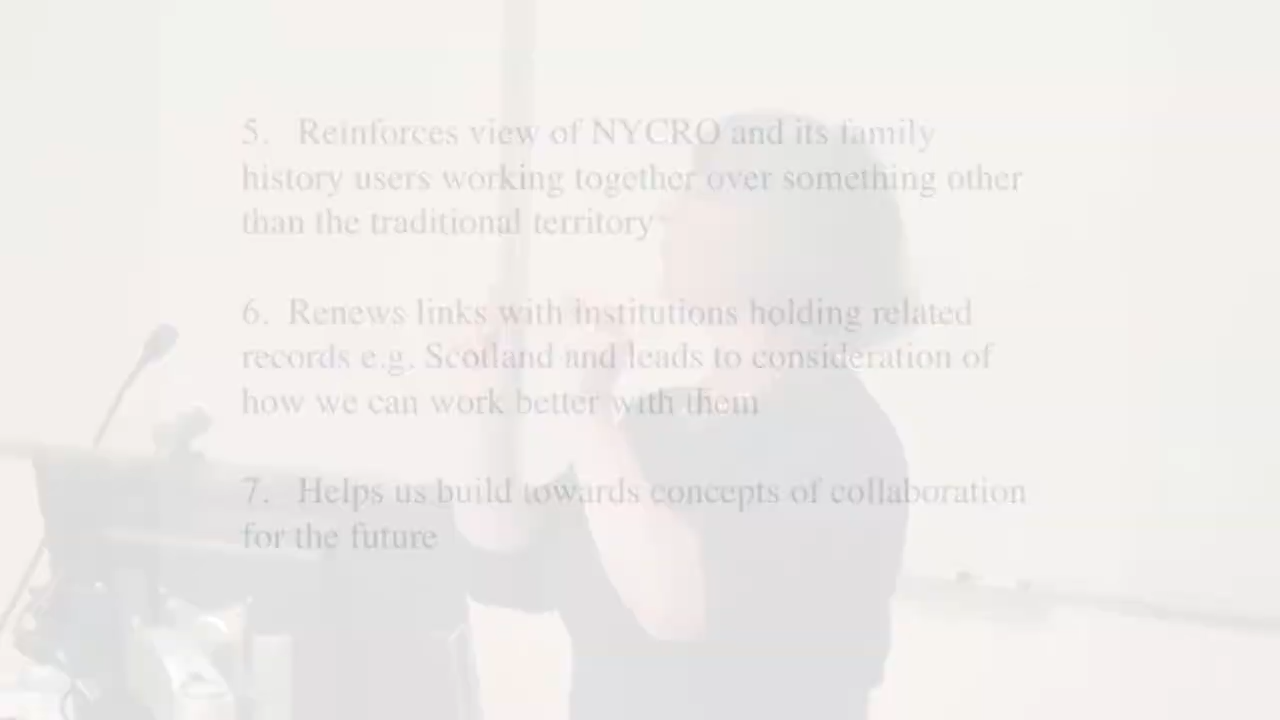 5. Reinforces view of NYCRO and its family
history users working together over something other
than the traditional territory
6. Renews links with institutions holding related
records e.g. Scotland and leads to consideration of
how we can work better with them
7. Helps us build towards concepts of collaboration
for the future